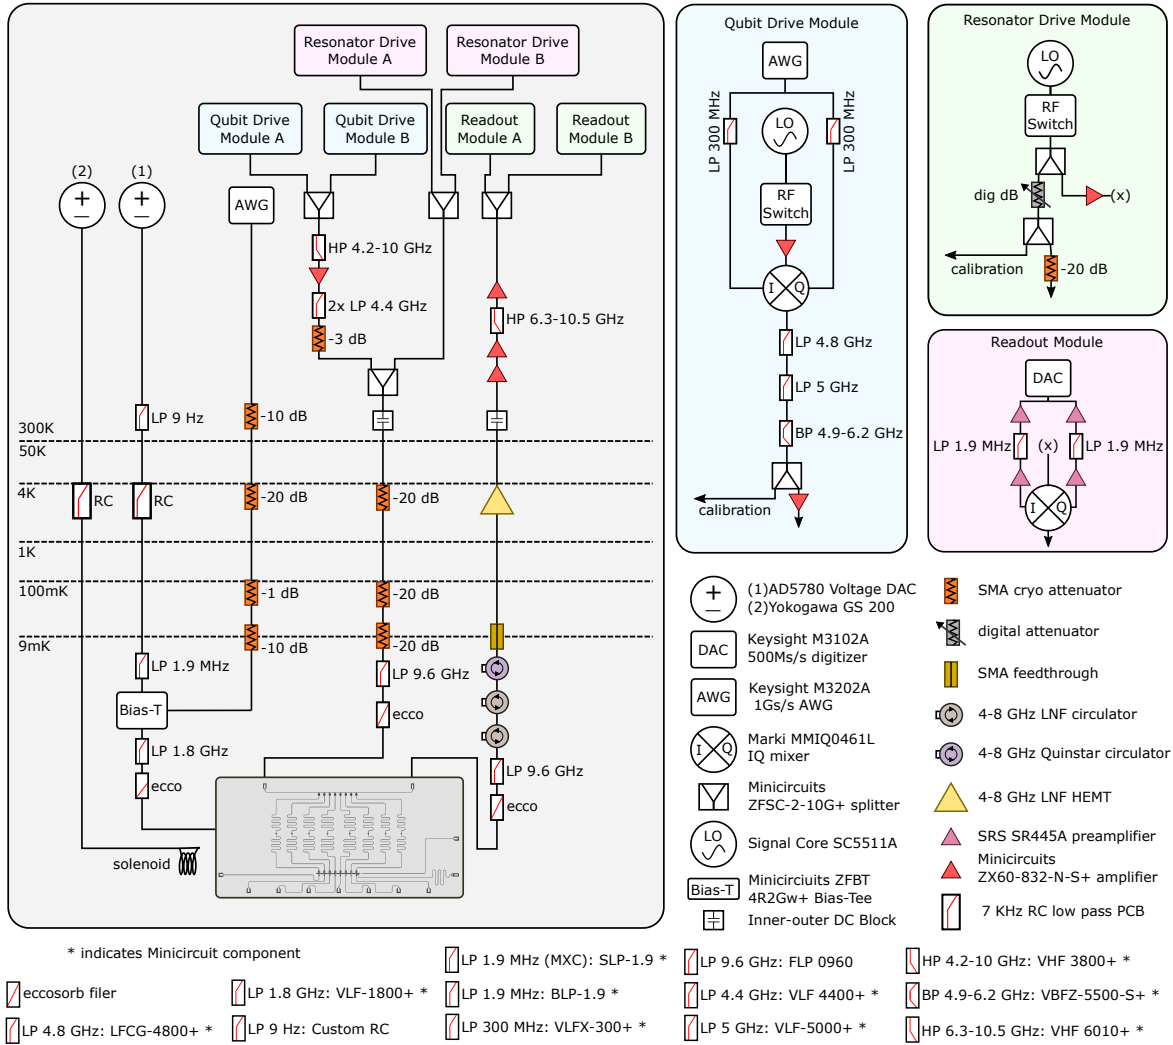 Resonator Drive
Module A
Resonator Drive
Module B
Qubit Drive
Module A
Qubit Drive
Module B
Readout
Module A
Readout
Module B
(2)
(1)
AWG
HP 4.2-10 GHz
2x LP 4.4 GHz
-3 dB
HP 6.3-10.5 GHz
LP 9 Hz
-10 dB
300K
50K
4K
RC
RC
-20 dB
-20 dB
1K
100mK
-1 dB
-20 dB
9mK
-10 dB
-20 dB
LP 1.9 MHz
LP 9.6 GHz
Bias-T
ecco
LP 1.8 GHz
LP 9.6 GHz
ecco
ecco
solenoid
Qubit Drive Module
AWG
LP 300 MHz
LO
LP 300 MHz
RF
Switch
I
Q
LP 4.8 GHz
LP 5 GHz
BP 4.9-6.2 GHz
calibration
Resonator Drive Module
LO
RF
Switch
dig dB
(x)
calibration
-20 dB
Readout Module
DAC
LP 1.9 MHz
(x)
LP 1.9 MHz
I
Q
(1)AD5780 Voltage DAC
(2)Yokogawa GS 200
DAC
Keysight M3102A
500Ms/s digitizer
AWG
Keysight M3202A
1Gs/s AWG
I
Q
Marki MMIQ0461L
IQ mixer
Minicircuits
ZFSC-2-10G+ splitter
LO
Signal Core SC5511A
Bias-T
Minicirciuits ZFBT
4R2Gw+ Bias-Tee
Inner-outer DC Block
SMA cryo attenuator
digital attenuator
SMA feedthrough
4-8 GHz LNF circulator
4-8 GHz Quinstar circulator
4-8 GHz LNF HEMT
SRS SR445A preamplifier
Minicircuits
ZX60-832-N-S+ amplifier
7 KHz RC low pass PCB
* indicates Minicircuit component
LP 1.9 MHz (MXC): SLP-1.9 *
LP 9.6 GHz: FLP 0960
HP 4.2-10 GHz: VHF 3800+ *
eccosorb filer
LP 1.8 GHz: VLF-1800+ *
LP 1.9 MHz: BLP-1.9 *
LP 4.4 GHz: VLF 4400+ *
BP 4.9-6.2 GHz: VBFZ-5500-S+ *
LP 4.8 GHz: LFCG-4800+ *
LP 9 Hz: Custom RC
LP 300 MHz: VLFX-300+ *
LP 5 GHz: VLF-5000+ *
HP 6.3-10.5 GHz: VHF 6010+ *